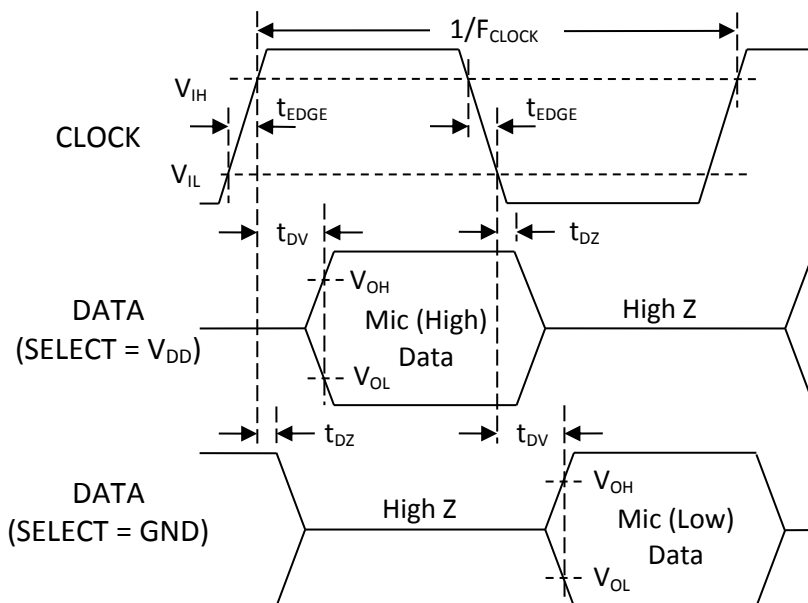 1/F_CLOCK
V_IH
t_EDGE
t_EDGE
CLOCK
V_IL
t_DV
t_DZ
V_OH
DATA
(SELECT = V_DD)
Mic (High)
Data
High Z
V_OL
t_DZ
t_DV
DATA
(SELECT = GND)
High Z
V_OH
Mic (Low)
Data
V_OL